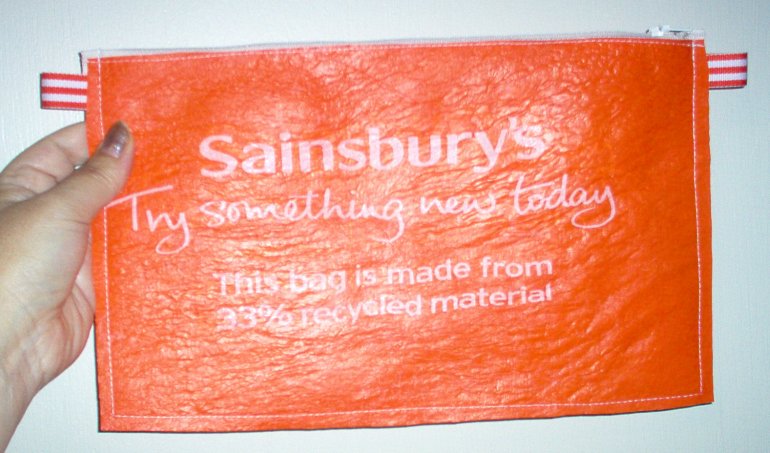 Sainsbury's
Try something new today
This bag is made from
33% recycled material